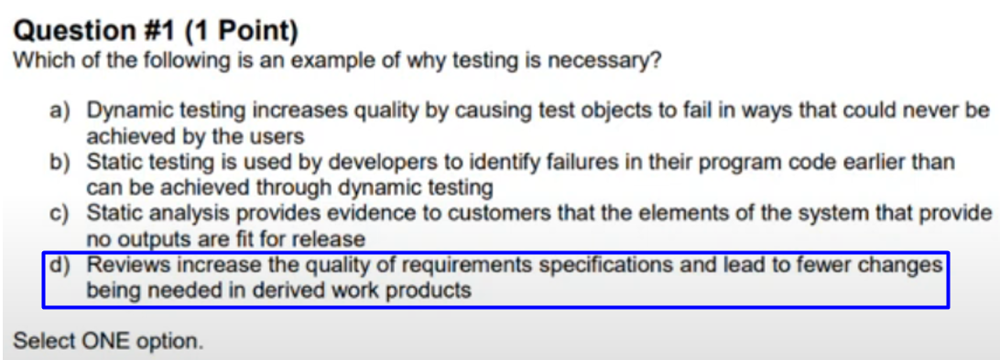 Question #1 (1 Point)
Which of the following is an example of why testing is necessary?
a) Dynamic testing increases quality by causing test objects to fail in ways that could never be
achieved by the users
b) Static testing is used by developers to identify failures in their program code earlier than
can be achieved through dynamic testing
c) Static analysis provides evidence to customers that the elements of the system that provide
no outputs are fit for release
d) Reviews increase the quality of requirements specifications and lead to fewer changes
being needed in derived work products
Select ONE option.